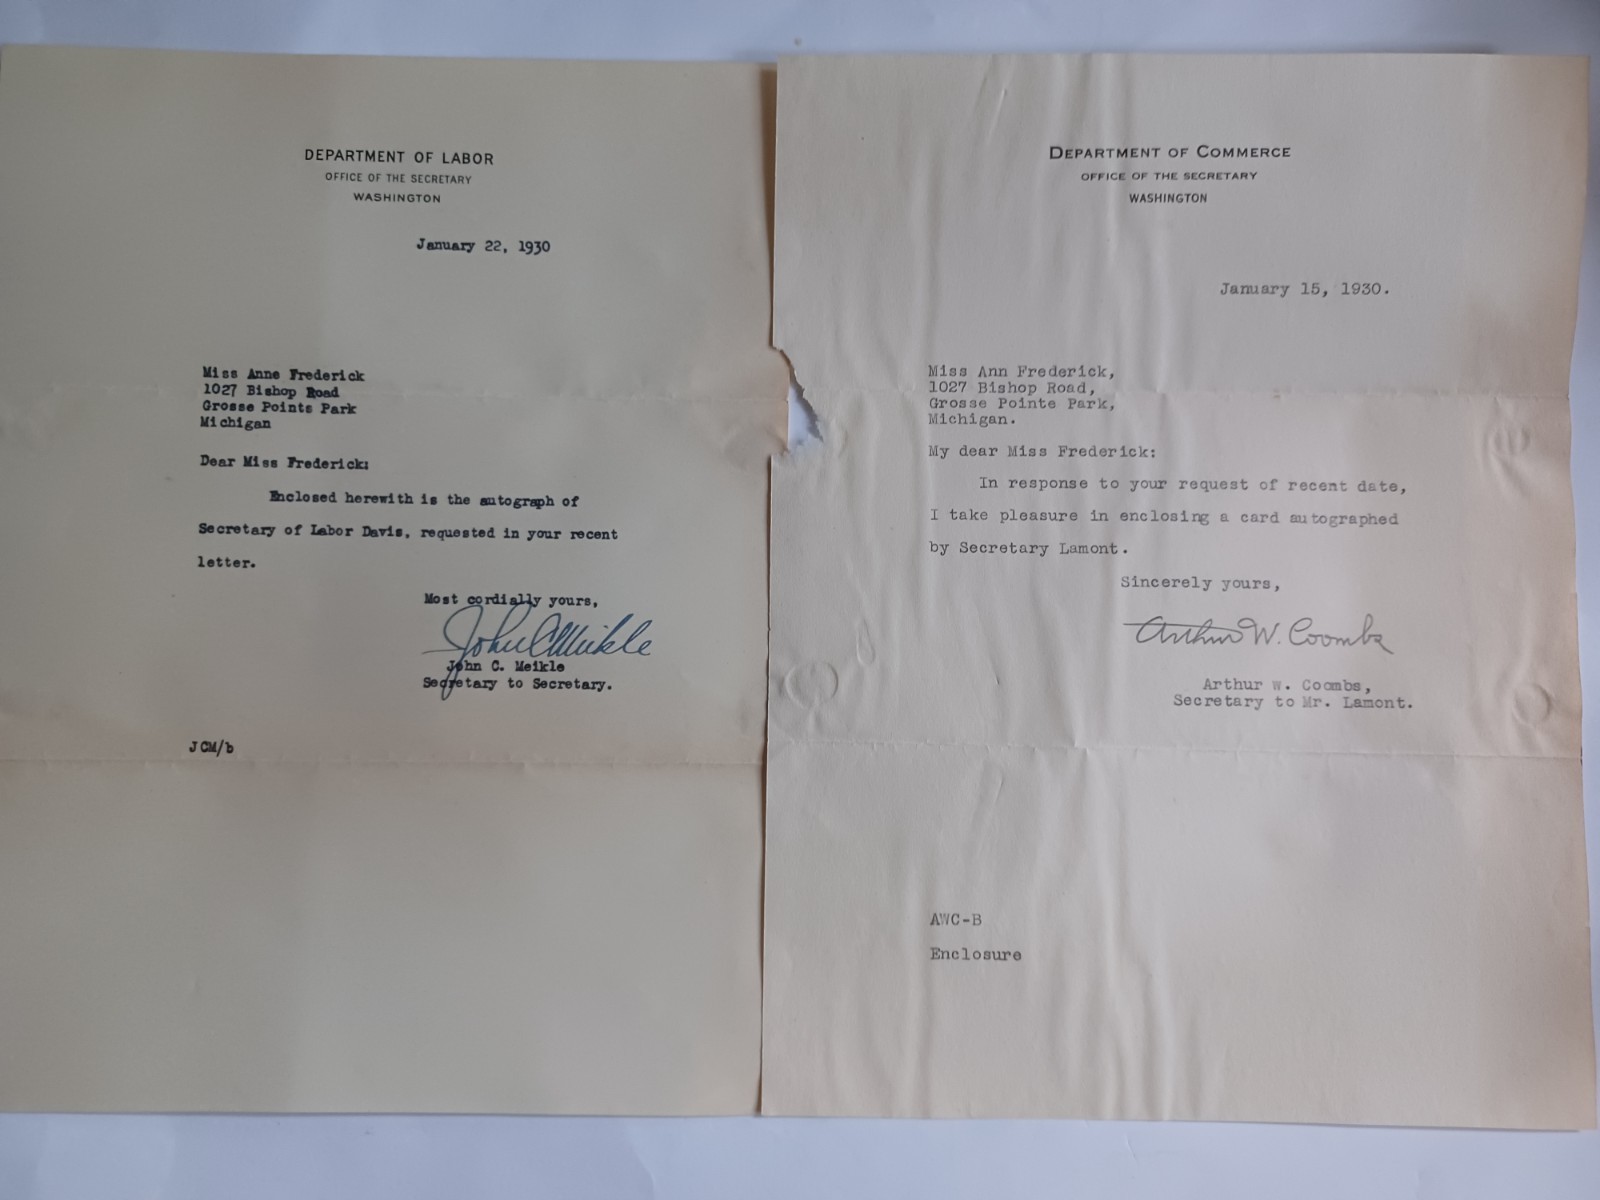 DEPARTMENT OF LABOR
OFFICE OF THE SECRETARY
WASHINGTON
January 22, 1930
Miss Anne Frederick
1027 Bishop Road
Grosse Pointe Park
Michigan
Dear Miss Frederick:
Enclosed herewith is the autograph of
Secretary of Labor Davis, requested in your recent
letter.
Most cordially yours,
John C Meikle
John C. Meikle
Secretary to Secretary.
JCM/b
DEPARTMENT OF COMMERCE
OFFICE OF THE SECRETARY
WASHINGTON
January 15, 1930.
Miss Ann Frederick,
1027 Bishop Road,
Grosse Pointe Park,
Michigan.
My dear Miss Frederick:
In response to your request of recent date,
I take pleasure in enclosing a card autographed
by Secretary Lamont.
Sincerely yours,
Arthur W. Coombs
Arthur W. Coombs,
Secretary to Mr. Lamont.
AWC-B
Enclosure